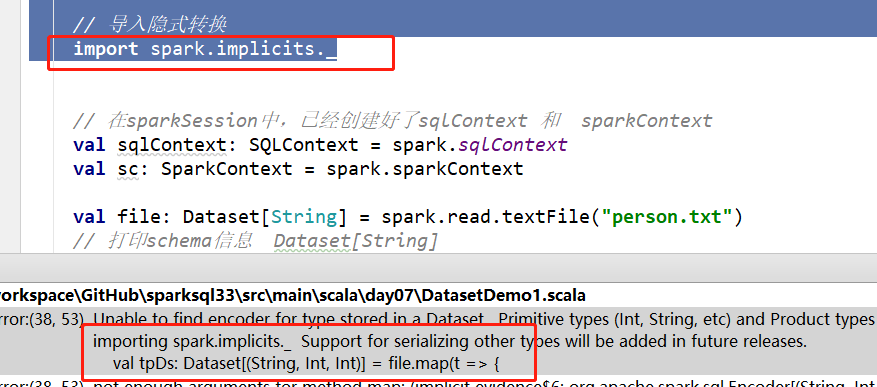 // 导入隐式转换
import spark.implicits._
// 在sparkSession中，已经创建好了sqlContext 和 sparkContext
val sqlContext: SQLContext = spark.sqlContext
val sc: SparkContext = spark.sparkContext
val file: Dataset[String] = spark.read.textFile("person.txt")
// 打印schema信息 Dataset[String]
workspace\GitHub\sparksql33\src\main\scala\day07\DatasetDemo1.scala
error:(38, 53) Unable to find encoder for type stored in a Dataset. Primitive types (Int, String, etc) and Product types
importing spark.implicits._ Support for serializing other types will be added in future releases.
val tpDs: Dataset[(String, Int, Int)] = file.map(t => {
error:(38, 53) not enough arguments for method map: (implicit evidence$6: org.apache.spark.sql.Encoder[(String, Int